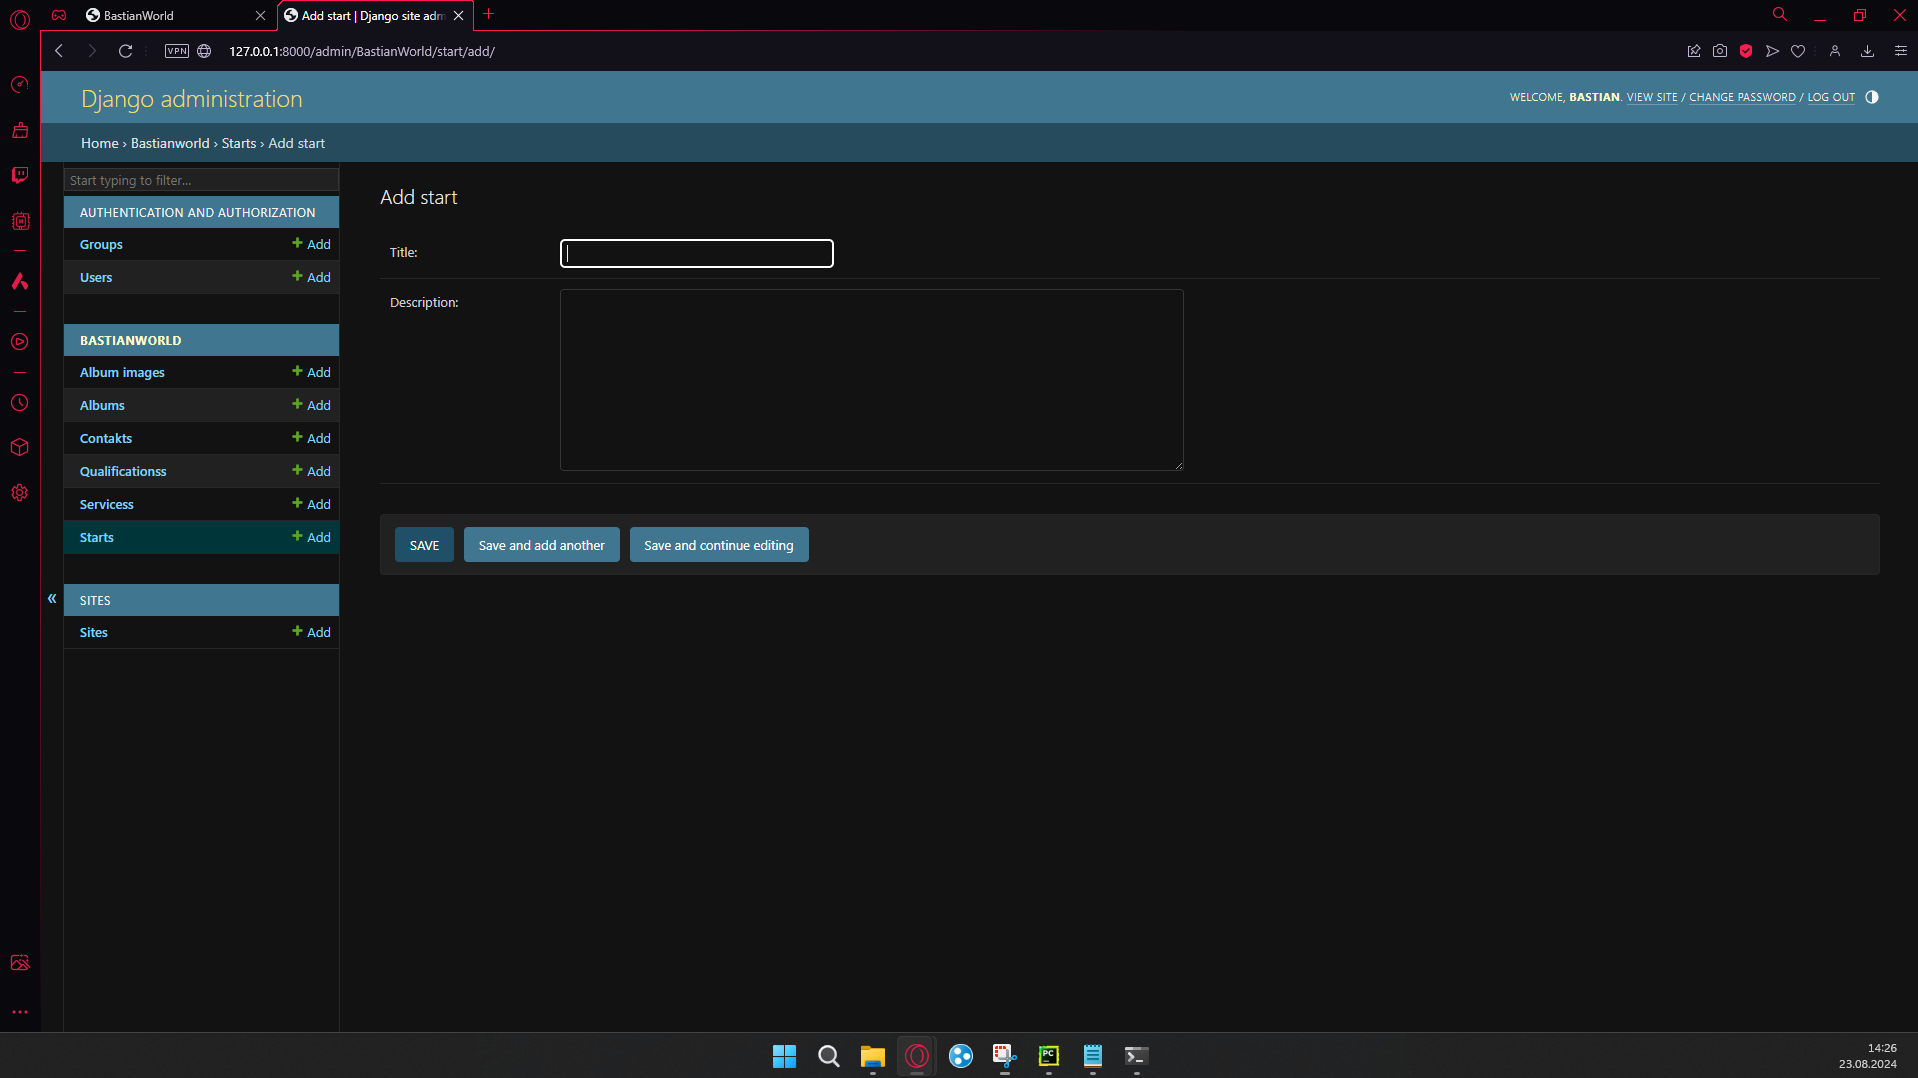 BastianWorld
Add start | Django site adm
VPN
127.0.0.1:8000/admin/BastianWorld/start/add/
Django administration
WELCOME, BASTIAN. VIEW SITE / CHANGE PASSWORD / LOG OUT
Home › Bastianworld › Starts › Add start
Start typing to filter...
AUTHENTICATION AND AUTHORIZATION
Groups + Add
Users + Add
BASTIANWORLD
Album images + Add
Albums + Add
Contakts + Add
Qualificationss + Add
Servicess + Add
Starts + Add
«
SITES
Sites + Add
Add start
Title:
Description:
SAVE
Save and add another
Save and continue editing
PC
14:26
23.08.2024